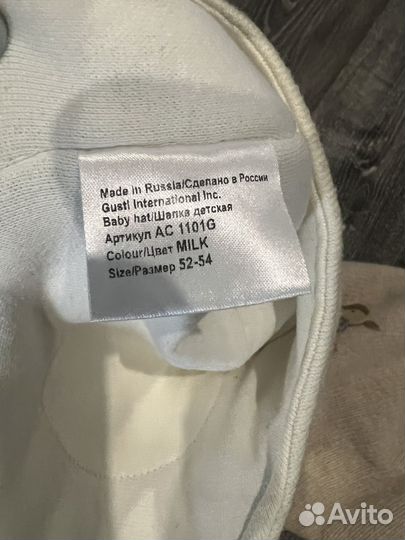 Made in Russia/Сделано в России
Gusti International Inc.
Baby hat/Шапка детская
Артикул AC 1101G
Colour/Цвет MILK
Size/Размер 52-54
Avito